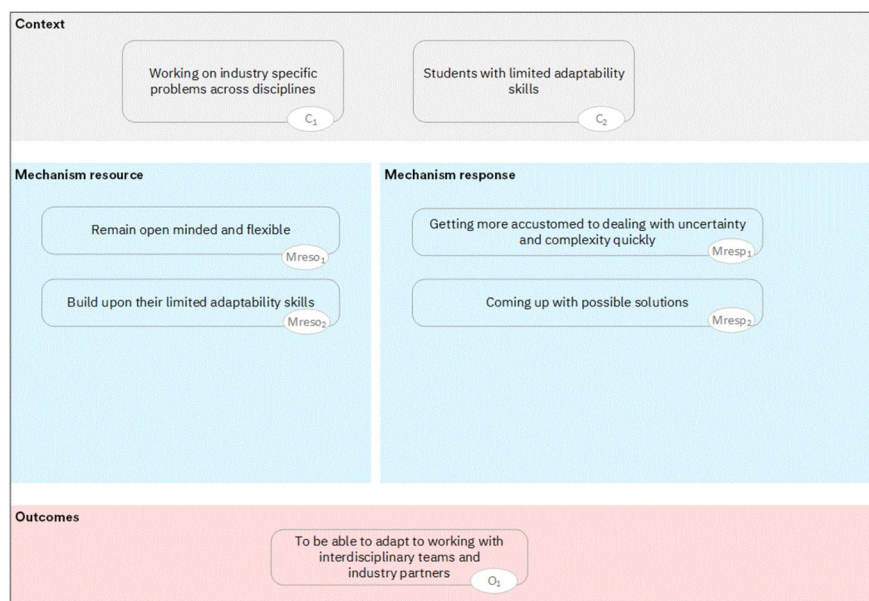 Context
Working on industry specific
problems across disciplines
C1
Students with limited adaptability
skills
C2
Mechanism resource
Remain open minded and flexible
Mreso1
Build upon their limited adaptability skills
Mreso2
Mechanism response
Getting more accustomed to dealing with uncertainty
and complexity quickly
Mresp1
Coming up with possible solutions
Mresp2
Outcomes
To be able to adapt to working with
interdisciplinary teams and
industry partners
O1